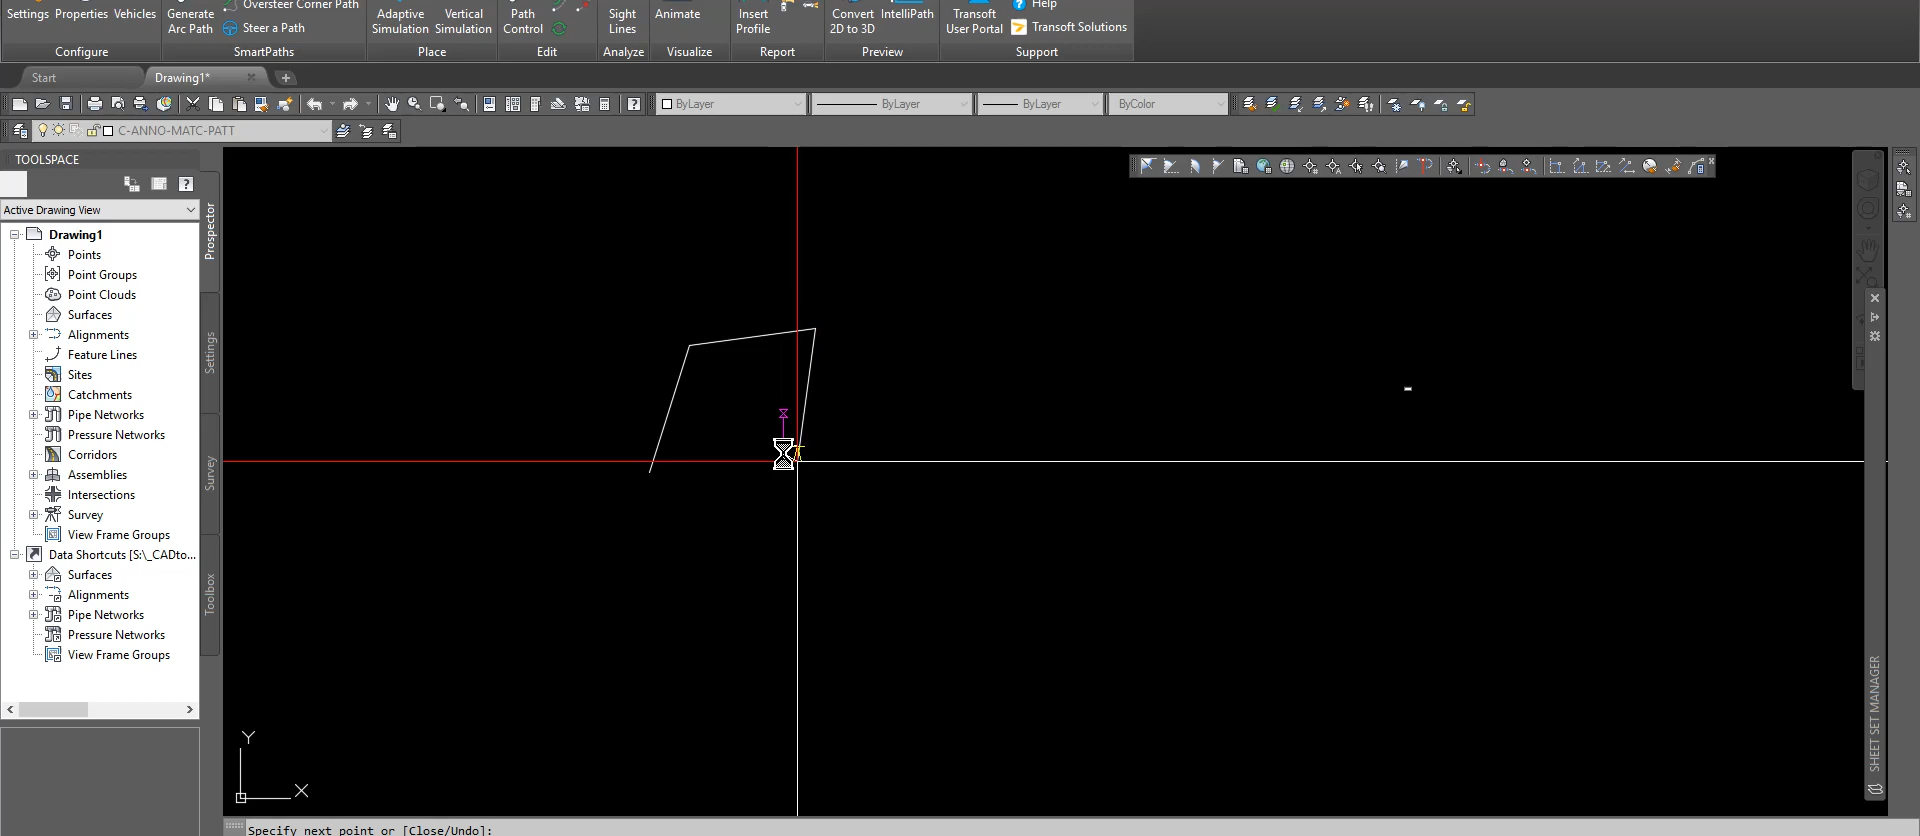 Oversteer Corner Path
Help
Settings Properties Vehicles
Generate Arc Path
Steer a Path
Adaptive Simulation
Vertical Simulation
Path Control
Sight Lines
Animate
Insert Profile
Convert 2D to 3D
IntelliPath
Transoft User Portal
Transoft Solutions
Configure SmartPaths Place Edit Analyze Visualize Report Preview Support
Start Drawing1*
ByLayer ByLayer ByLayer ByColor
C-ANNO-MATC-PATT
TOOLSPACE
Active Drawing View
Drawing1
Points
Point Groups
Point Clouds
Surfaces
Alignments
Feature Lines
Sites
Catchments
Pipe Networks
Pressure Networks
Corridors
Assemblies
Intersections
Survey
View Frame Groups
Data Shortcuts [S:\_CADto...
Surfaces
Alignments
Pipe Networks
Pressure Networks
View Frame Groups
Prospector
Settings
Survey
Toolbox
Y
X
SHEET SET MANAGER
Specify next point or [Close/Undo]: